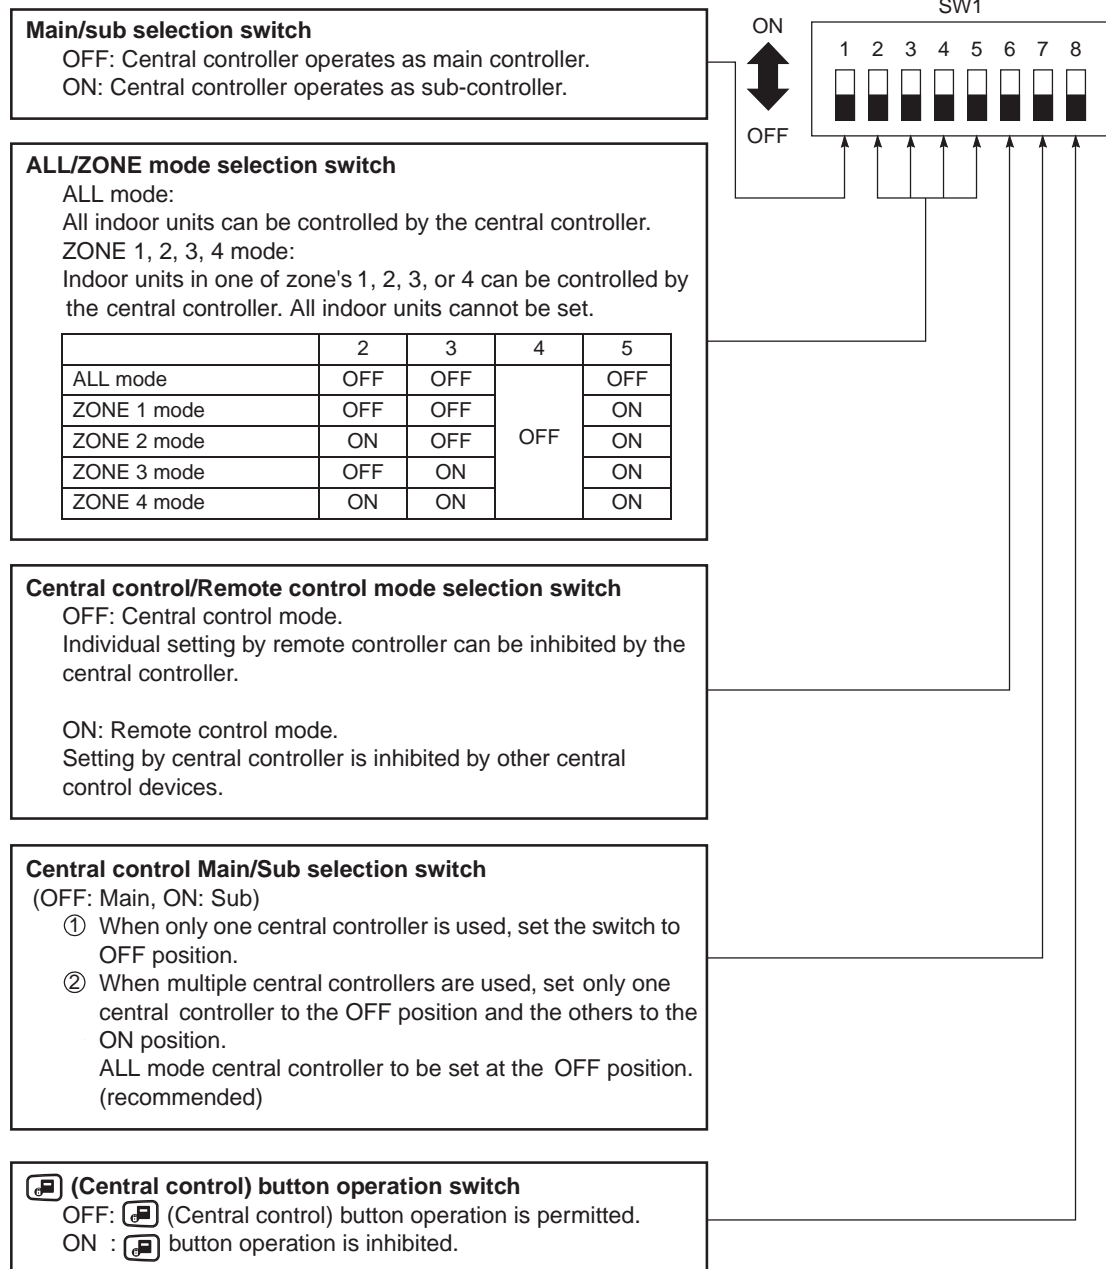 SW1
ON
OFF
1 2 3 4 5 6 7 8
Main/sub selection switch
OFF: Central controller operates as main controller.
ON: Central controller operates as sub-controller.
ALL/ZONE mode selection switch
ALL mode:
All indoor units can be controlled by the central controller.
ZONE 1, 2, 3, 4 mode:
Indoor units in one of zone's 1, 2, 3, or 4 can be controlled by
the central controller. All indoor units cannot be set.
2 3 4 5
ALL mode OFF OFF OFF
ZONE 1 mode OFF OFF ON
ZONE 2 mode ON OFF OFF ON
ZONE 3 mode OFF ON ON
ZONE 4 mode ON ON ON
Central control/Remote control mode selection switch
OFF: Central control mode.
Individual setting by remote controller can be inhibited by the
central controller.
ON: Remote control mode.
Setting by central controller is inhibited by other central
control devices.
Central control Main/Sub selection switch
(OFF: Main, ON: Sub)
① When only one central controller is used, set the switch to
OFF position.
② When multiple central controllers are used, set only one
central controller to the OFF position and the others to the
ON position.
ALL mode central controller to be set at the OFF position.
(recommended)
(Central control) button operation switch
OFF: (Central control) button operation is permitted.
ON : button operation is inhibited.